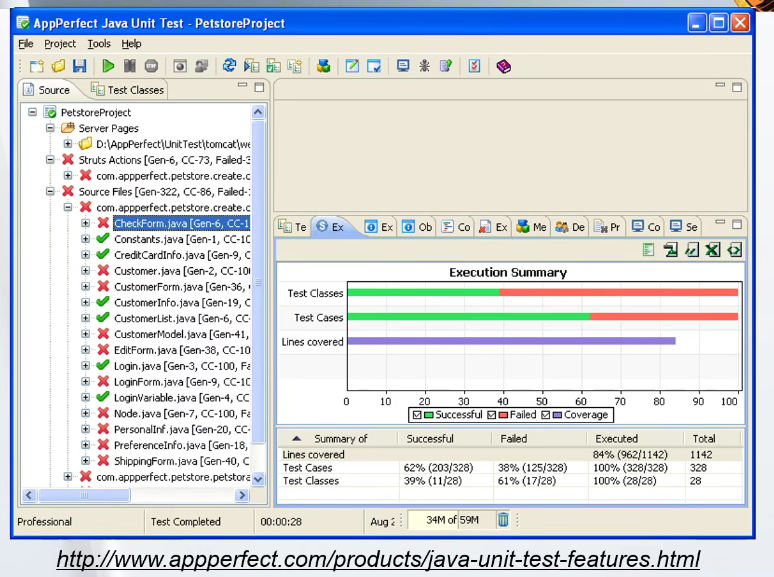 AppPerfect Java Unit Test - PetstoreProject
File Project Tools Help
Source Test Classes
PetstoreProject
Server Pages
D:\AppPerfect\UnitTest\tomcat\we
Struts Actions [Gen-6, CC-73, Failed-3
com.appperfect.petstore.create.c
Source Files [Gen-322, CC-86, Failed-
com.appperfect.petstore.create.c
CheckForm.java [Gen-6, CC-1
Constants.java [Gen-1, CC-10
CreditCardInfo.java [Gen-9, C
Customer.java [Gen-2, CC-10
CustomerForm.java [Gen-36,
CustomerInfo.java [Gen-19, C
CustomerList.java [Gen-6, CC-
CustomerModel.java [Gen-41,
EditForm.java [Gen-38, CC-10
Login.java [Gen-3, CC-100, Fa
LoginForm.java [Gen-9, CC-10
LoginVariable.java [Gen-4, CC
Node.java [Gen-7, CC-100, Fa
PersonalInf.java [Gen-20, CC-
PreferenceInfo.java [Gen-18,
ShippingForm.java [Gen-40, C
com.appperfect.petstore.petstora
Te Ex Ex Ob Co Ex Me De Pr Co Se
Execution Summary
Test Classes
Test Cases
Lines covered
0 10 20 30 40 50 60 70 80 90 100
Successful Failed Coverage
Summary of Successful Failed Executed Total
Lines covered 84% (962/1142) 1142
Test Cases 62% (203/328) 38% (125/328) 100% (328/328) 328
Test Classes 39% (11/28) 61% (17/28) 100% (28/28) 28
Professional Test Completed 00:00:28 Aug 2 34M of 59M
http://www.appperfect.com/products/java-unit-test-features.html